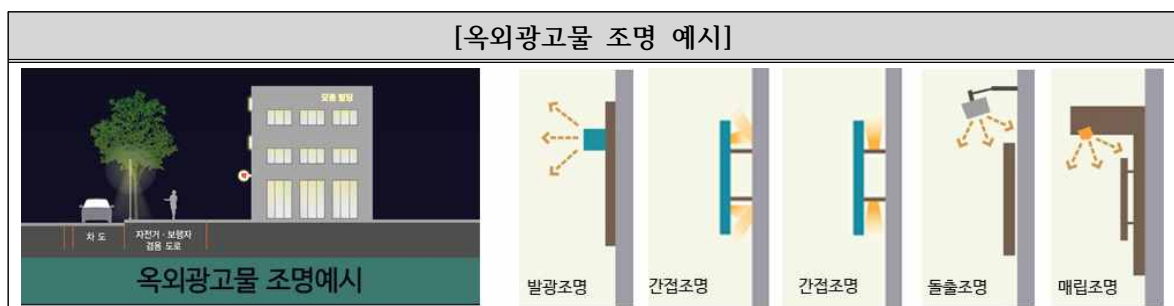 [옥외광고물 조명 예시]
모종 빌딩
차 도
자전거 · 보행자
겸용 도로
옥외광고물 조명예시
발광조명
간접조명
간접조명
돌출조명
매립조명